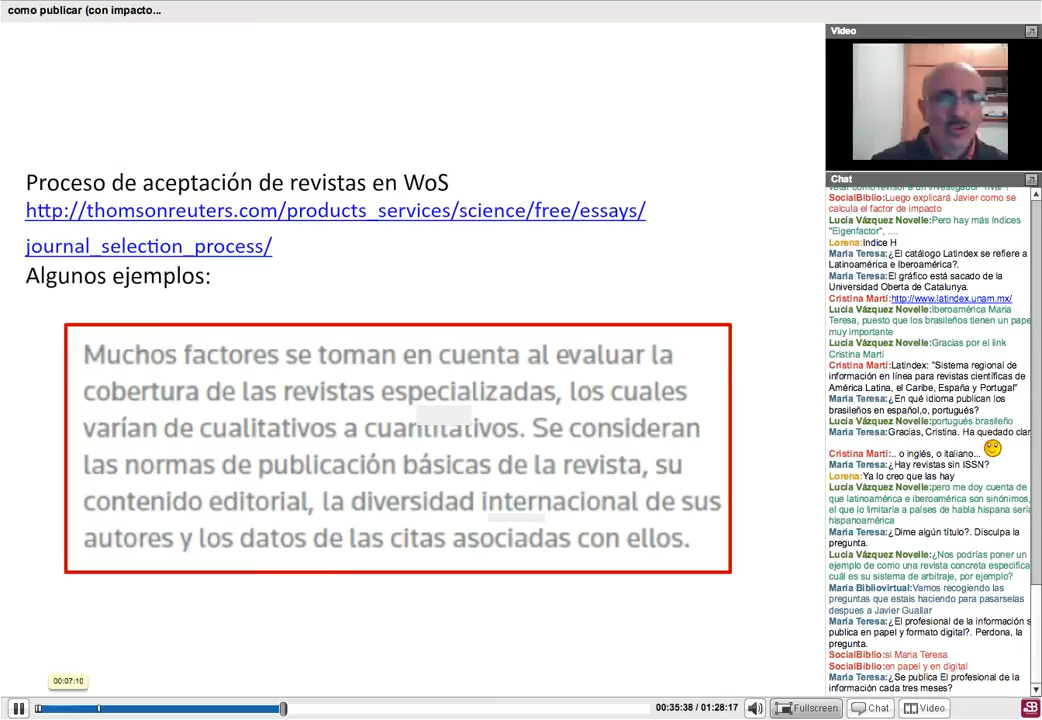 como publicar (con impacto...
Proceso de aceptación de revistas en WoS
http://thomsonreuters.com/products_services/science/free/essays/
journal_selection_process/
Algunos ejemplos:
Muchos factores se toman en cuenta al evaluar la
cobertura de las revistas especializadas, los cuales
varían de cualitativos a cuantitativos. Se consideran
las normas de publicación básicas de la revista, su
contenido editorial, la diversidad internacional de sus
autores y los datos de las citas asociadas con ellos.
Video
Chat
SocialBiblio:Luego explicará Javier como se
calcula el factor de impacto
Lucía Vázquez Novelle:Pero hay más índices
"Eigenfactor", ....
Lorena:Indice H
Maria Teresa:¿El catálogo Latindex se refiere a
Latinoamérica e Iberoamérica?.
Maria Teresa:El gráfico está sacado de la
Universidad Oberta de Catalunya.
Cristina Martí:http://www.latindex.unam.mx/
Lucía Vázquez Novelle:Iberoamérica Maria
Teresa, puesto que los brasileños tienen un pape
muy importante
Lucía Vázquez Novelle:Gracias por el link
Cristina Martí
Cristina Martí:Latindex: "Sistema regional de
información en línea para revistas científicas de
América Latina, el Caribe, España y Portugal"
Maria Teresa:¿En qué idioma publican los
brasileños en español,o, portugués?
Lucía Vázquez Novelle:portugués brasileño
Maria Teresa:Gracias, Cristina. Ha quedado clar
Cristina Martí:.. o inglés, o italiano...
Maria Teresa:¿Hay revistas sin ISSN?
Lorena:Ya lo creo que las hay
Lucía Vázquez Novelle:pero me doy cuenta de
que latinoamérica e iberoamérica son sinónimos,
el que lo limitaría a países de habla hispana sería
hispanoamérica
Maria Teresa:¿Dime algún título?. Disculpa la
pregunta.
Lucía Vázquez Novelle:¿Nos podrías poner un
ejemplo de como una revista concreta especifica
cuál es su sistema de arbitraje, por ejemplo?
María Bibliovirtual:Vamos recogiendo las
preguntas que estais haciendo para pasarselas
despues a Javier Guallar
Maria Teresa:¿El profesional de la información s
publica en papel y formato digital?. Perdona, la
pregunta.
SocialBiblio:si Maria Teresa
SocialBiblio:en papel y en digital
Maria Teresa:¿Se publica El profesional de la
información cada tres meses?
00:07:10
00:35:38 / 01:28:17
Fullscreen
Chat
Video
SB